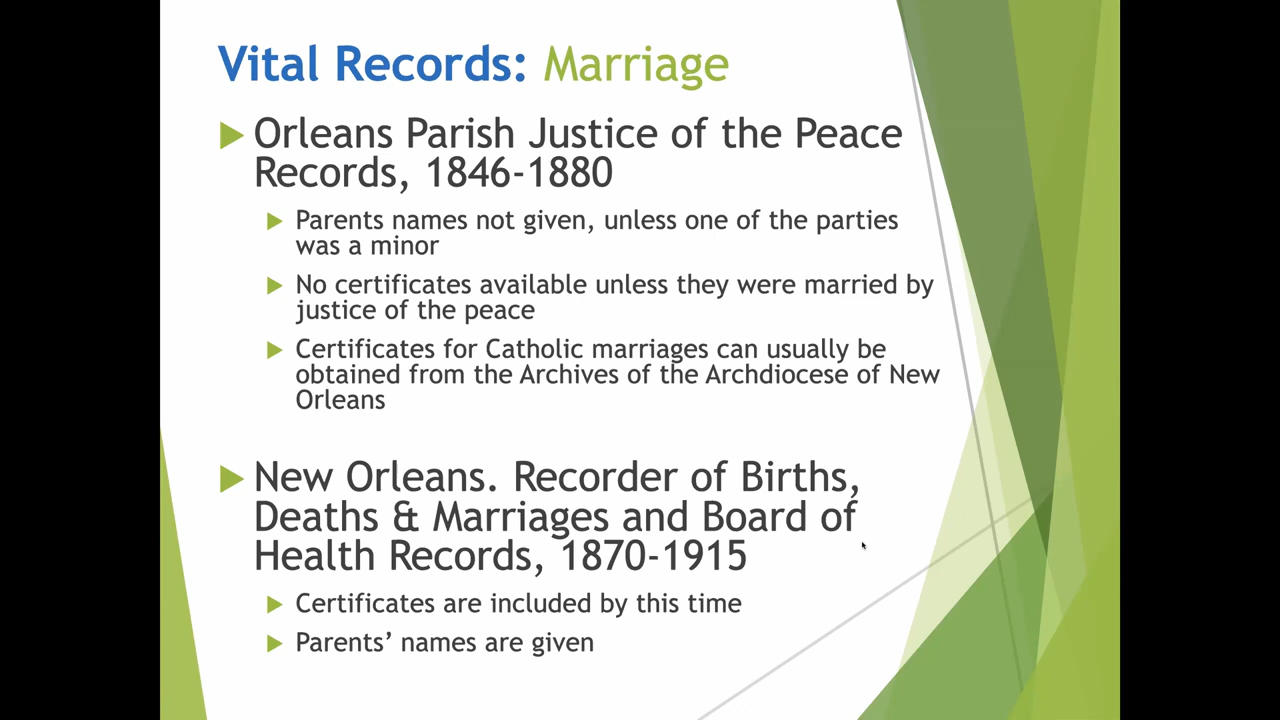 Vital Records: Marriage
Orleans Parish Justice of the Peace
Records, 1846-1880
Parents names not given, unless one of the parties
was a minor
No certificates available unless they were married by
justice of the peace
Certificates for Catholic marriages can usually be
obtained from the Archives of the Archdiocese of New
Orleans
New Orleans. Recorder of Births,
Deaths & Marriages and Board of
Health Records, 1870-1915
Certificates are included by this time
Parents’ names are given